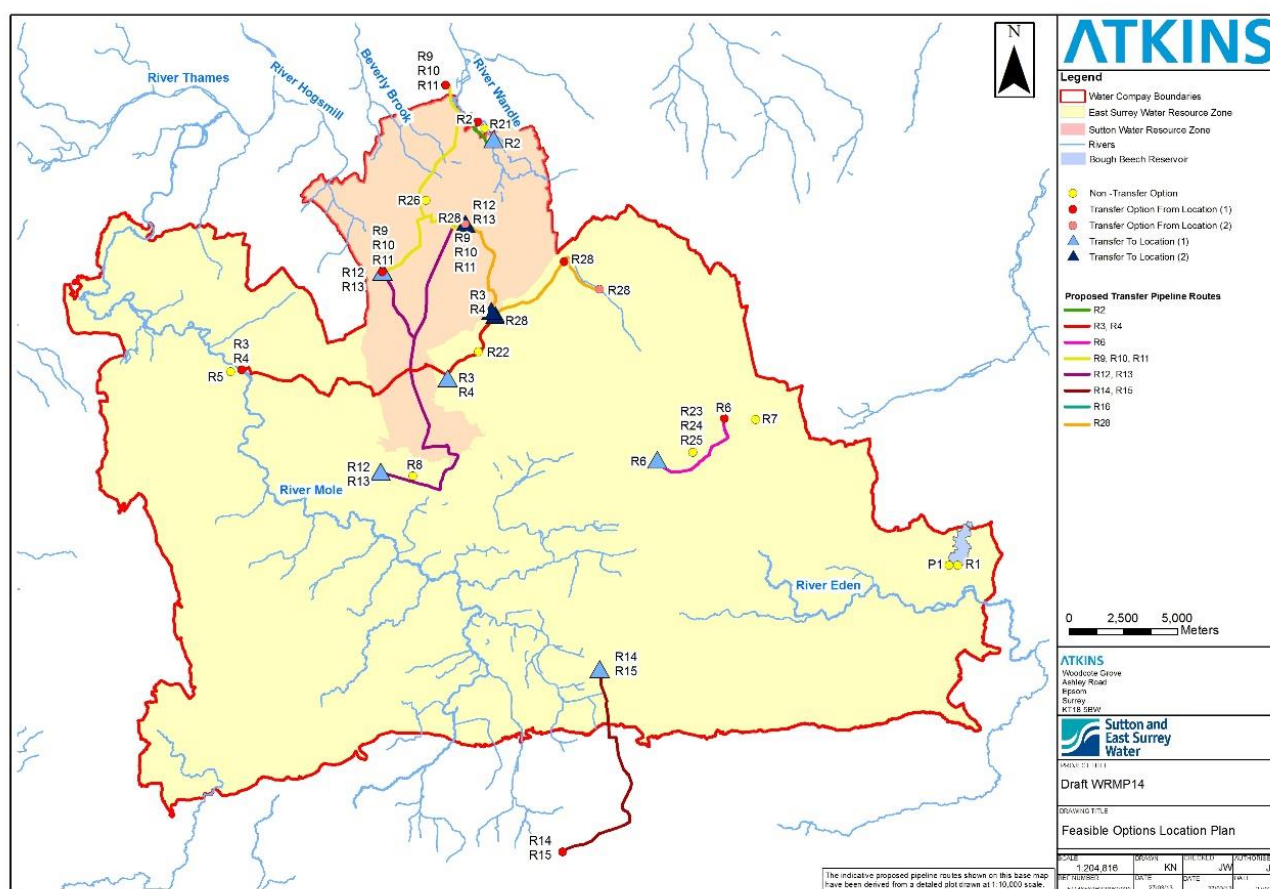 N
River Thames
River Hogsmill
Beverly Brook
River Wandle
R9
R10
R11
R2
R21
R2
R26
R28
R12
R13
R9
R10
R11
R9
R10
R11
R12
R13
R28
R28
R3
R4
R28
R22
R3
R4
R5
R3
R4
R23
R24
R25
R6
R7
R6
R12
R13
R8
River Mole
P1
R1
River Eden
R14
R15
R14
R15
The indicative proposed pipeline routes shown on this base map
have been derived from a detailed plot drawn at 1:10,000 scale.
ATKINS
Legend
Water Compay Boundaries
East Surrey Water Resource Zone
Sutton Water Resource Zone
Rivers
Bough Beech Reservoir
Non -Transfer Option
Transfer Option From Location (1)
Transfer Option From Location (2)
Transfer To Location (1)
Transfer To Location (2)
Proposed Transfer Pipeline Routes
R2
R3, R4
R6
R9, R10, R11
R12, R13
R14, R15
R16
R28
0 2,500 5,000
Meters
ATKINS
Woodcote Grove
Ashley Road
Epsom
Surrey
KT18 5BW
Sutton and
East Surrey
Water
PROJECT TITLE
Draft WRMP14
DRAWING TITLE
Feasible Options Location Plan
SCALE DRAWN CHECKED
1:204,816 KN JW
DATE DATE